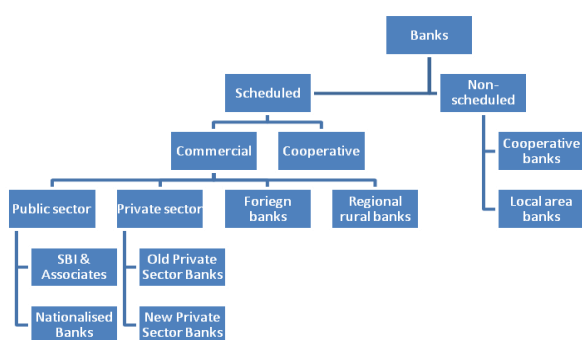 Banks
Scheduled
Non-
scheduled
Commercial
Cooperative
Cooperative
banks
Local area
banks
Public sector
Private sector
Foriegn
banks
Regional
rural banks
SBI &
Associates
Old Private
Sector Banks
Nationalised
Banks
New Private
Sector Banks